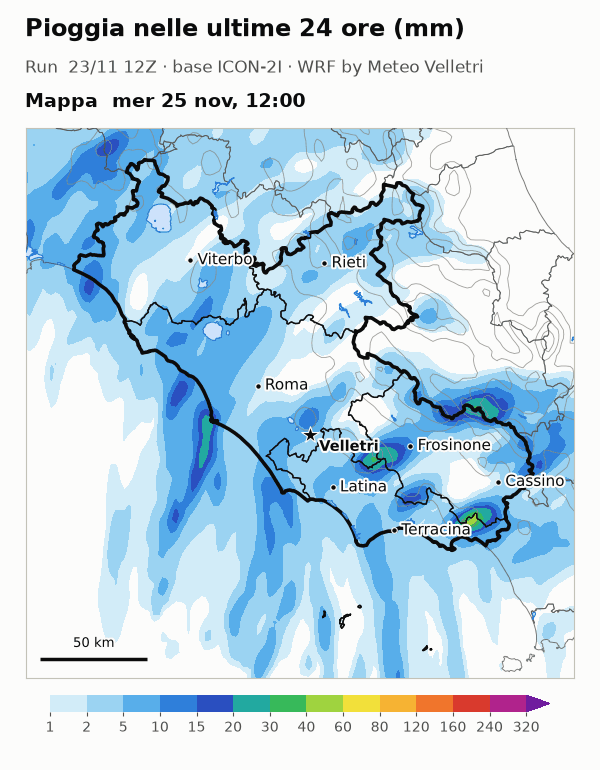 Pioggia nelle ultime 24 ore (mm)
Run  23/11 12Z · base ICON-2I · WRF by Meteo Velletri
Mappa  mer 25 nov, 12:00
Viterbo
Rieti
Roma
Velletri
Frosinone
Latina
Cassino
Terracina
50 km
1 2 5 10 15 20 30 40 60 80 120 160 240 320